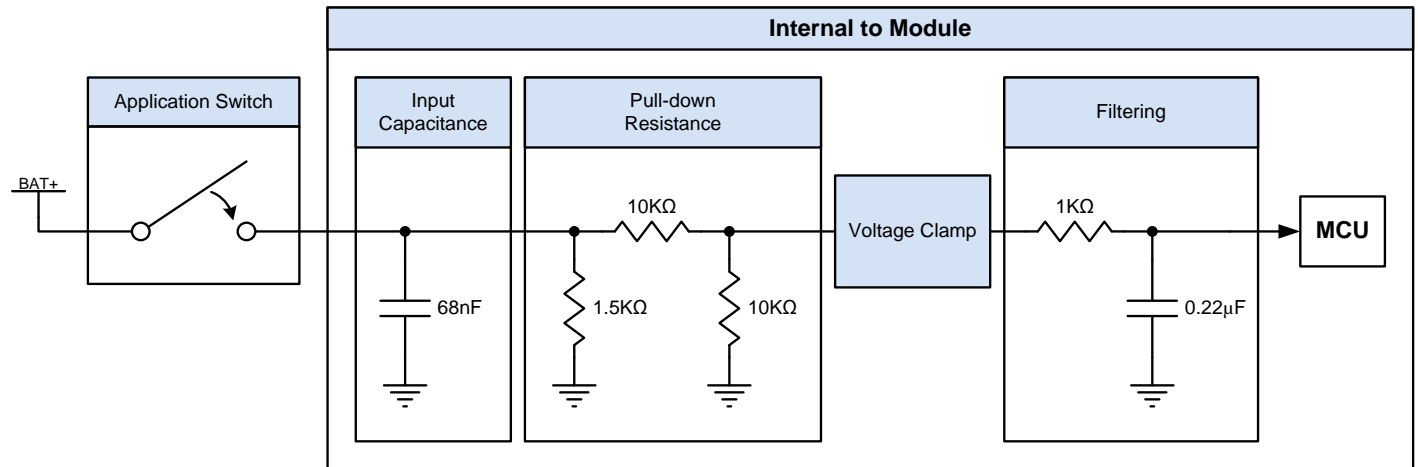 Internal to Module
Application Switch
Input
Capacitance
Pull-down
Resistance
Filtering
BAT+
10KΩ
1KΩ
Voltage Clamp
MCU
68nF
1.5KΩ
10KΩ
0.22μF